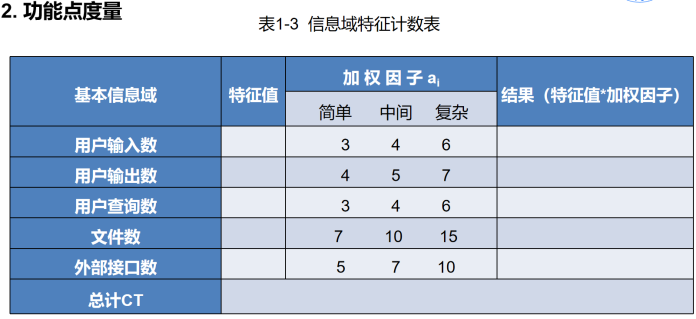 2. 功能点度量
表1-3 信息域特征计数表
基本信息域 特征值 加权因子 ai 结果（特征值*加权因子）
简单 中间 复杂
用户输入数 3 4 6
用户输出数 4 5 7
用户查询数 3 4 6
文件数 7 10 15
外部接口数 5 7 10
总计CT